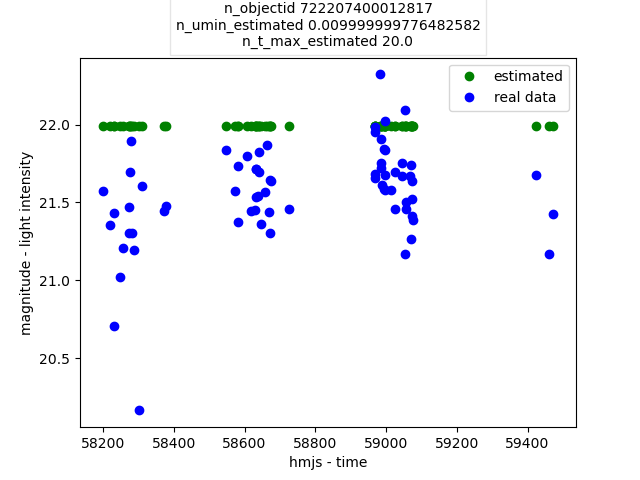 n_objectid 722207400012817
n_umin_estimated 0.009999999776482582
n_t_max_estimated 20.0
estimated
real data
22.0
21.5
21.0
20.5
magnitude - light intensity
58200 58400 58600 58800 59000 59200 59400
hmjs - time